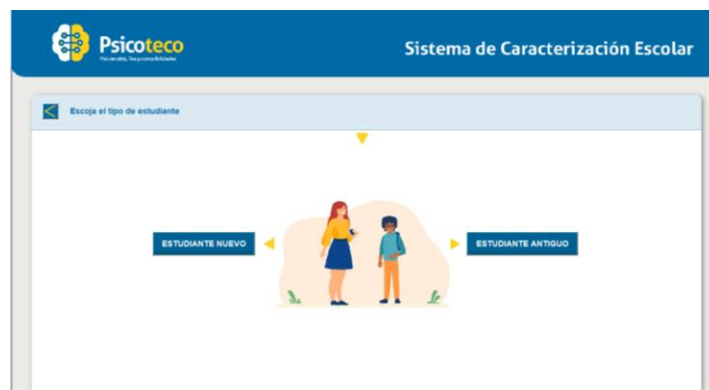 Psicoteco
Sistema de Caracterización Escolar
Escoja el tipo de estudiante
ESTUDIANTE NUEVO
ESTUDIANTE ANTIGUO